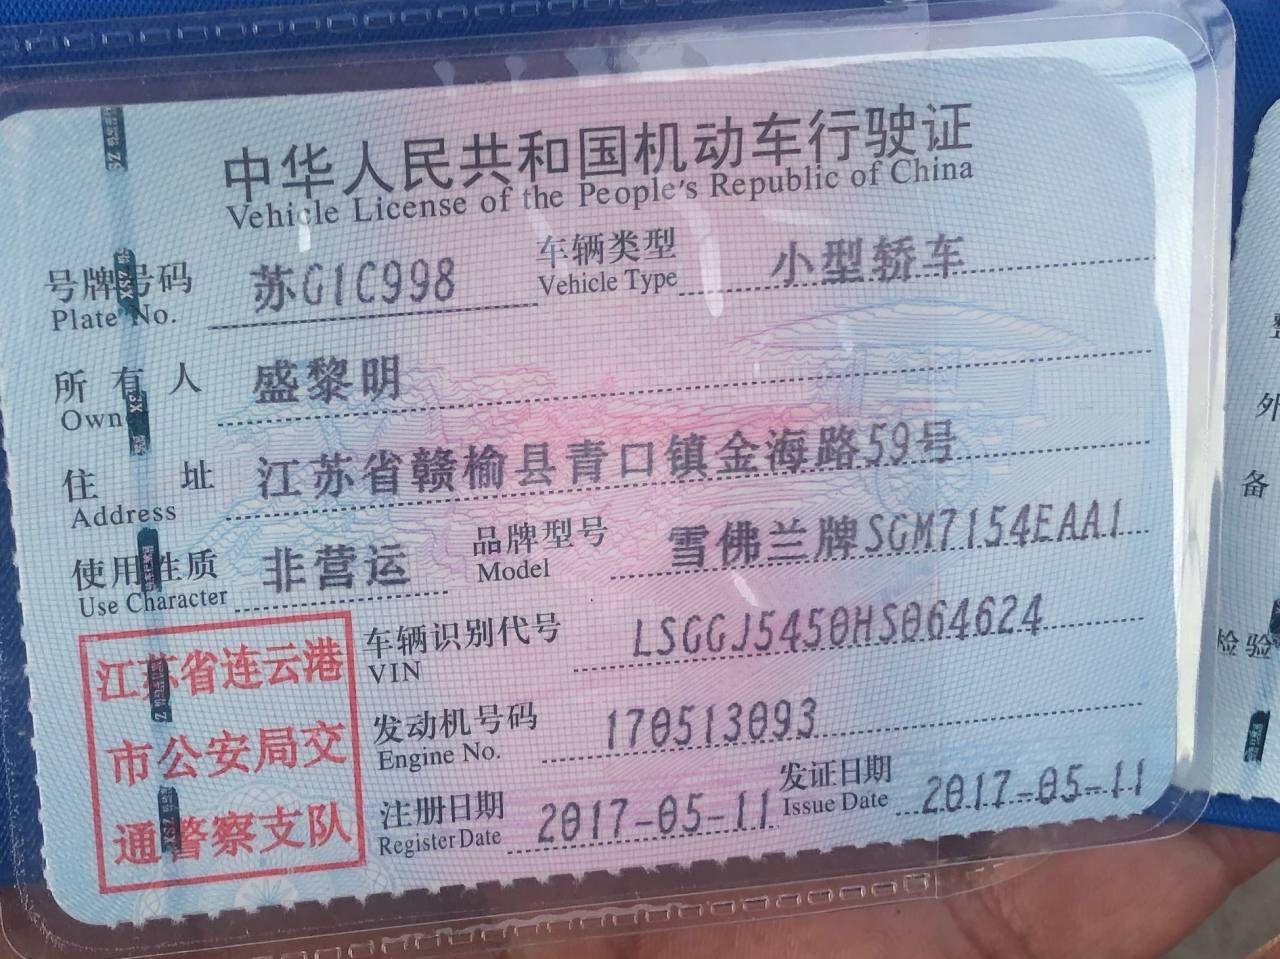 中华人民共和国机动车行驶证
Vehicle License of the People's Republic of China
号牌号码 苏G1C998 车辆类型 小型轿车
Plate No. Vehicle Type
所有人 盛黎明
Owne
住址 江苏省赣榆县青口镇金海路59号
Address
使用性质 非营运 品牌型号 雪佛兰牌SGM7154EAA1
Use Character Model
江苏省连云港
市公安局交
通警察支队
车辆识别代号 LSGGJ5450HS064624
VIN
发动机号码 170513093
Engine No.
注册日期 2017-05-11 发证日期 2017-05-11
Register Date Issue Date
外
备
检验